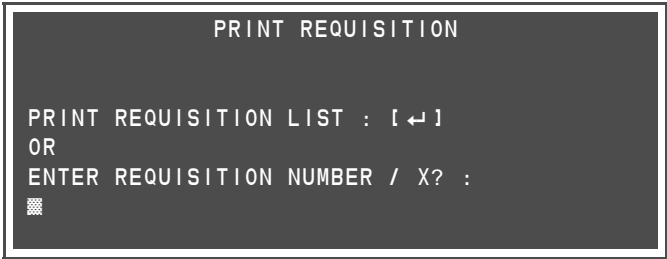 PRINT REQUISITION
PRINT REQUISITION LIST : [↵]
OR
ENTER REQUISITION NUMBER / X? :